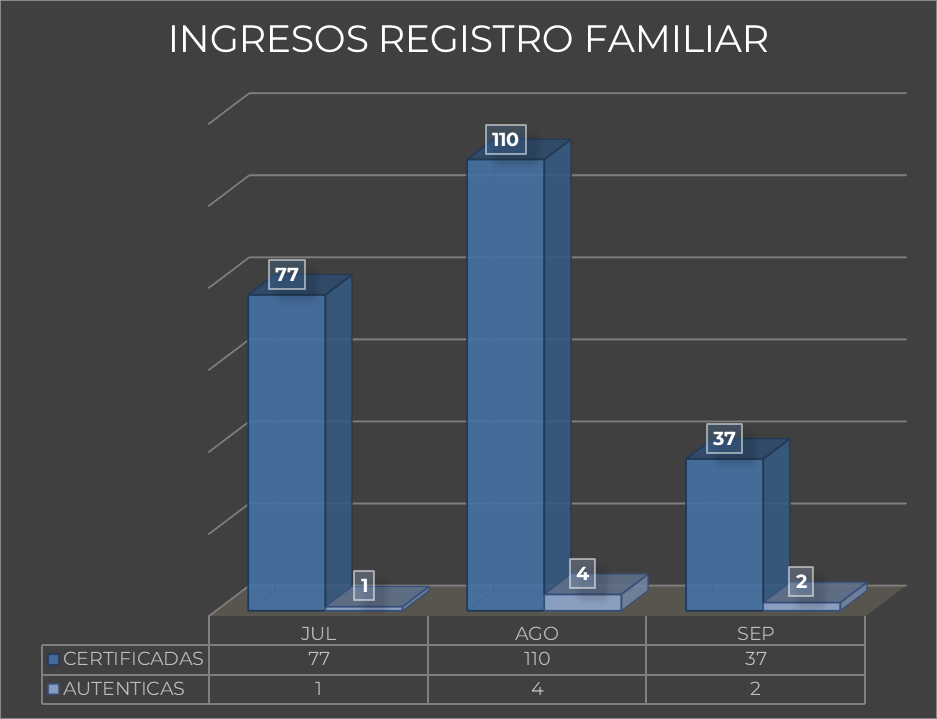 INGRESOS REGISTRO FAMILIAR
110
77
37
1
4
2
JUL AGO SEP
CERTIFICADAS 77 110 37
AUTENTICAS 1 4 2